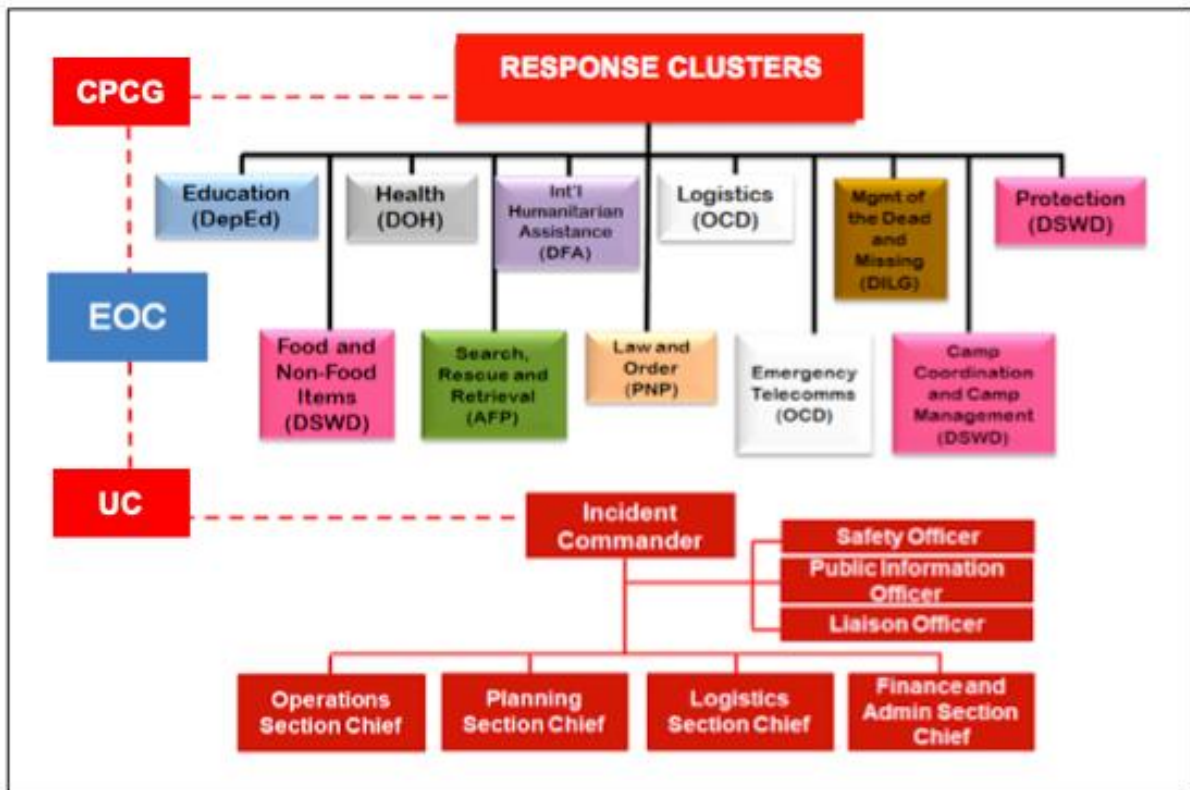 RESPONSE CLUSTERS
CPCG
Education
(DepEd)
Health
(DOH)
Int'l
Humanitarian
Assistance
(DFA)
Logistics
(OCD)
Mgmt of
the Dead
and
Missing
(DILG)
Protection
(DSWD)
EOC
Food and
Non-Food
Items
(DSWD)
Search,
Rescue and
Retrieval
(AFP)
Law and
Order
(PNP)
Emergency
Telecomms
(OCD)
Camp
Coordination
and Camp
Management
(DSWD)
UC
Incident
Commander
Safety Officer
Public Information
Officer
Liaison Officer
Operations
Section Chief
Planning
Section Chief
Logistics
Section Chief
Finance and
Admin Section
Chief